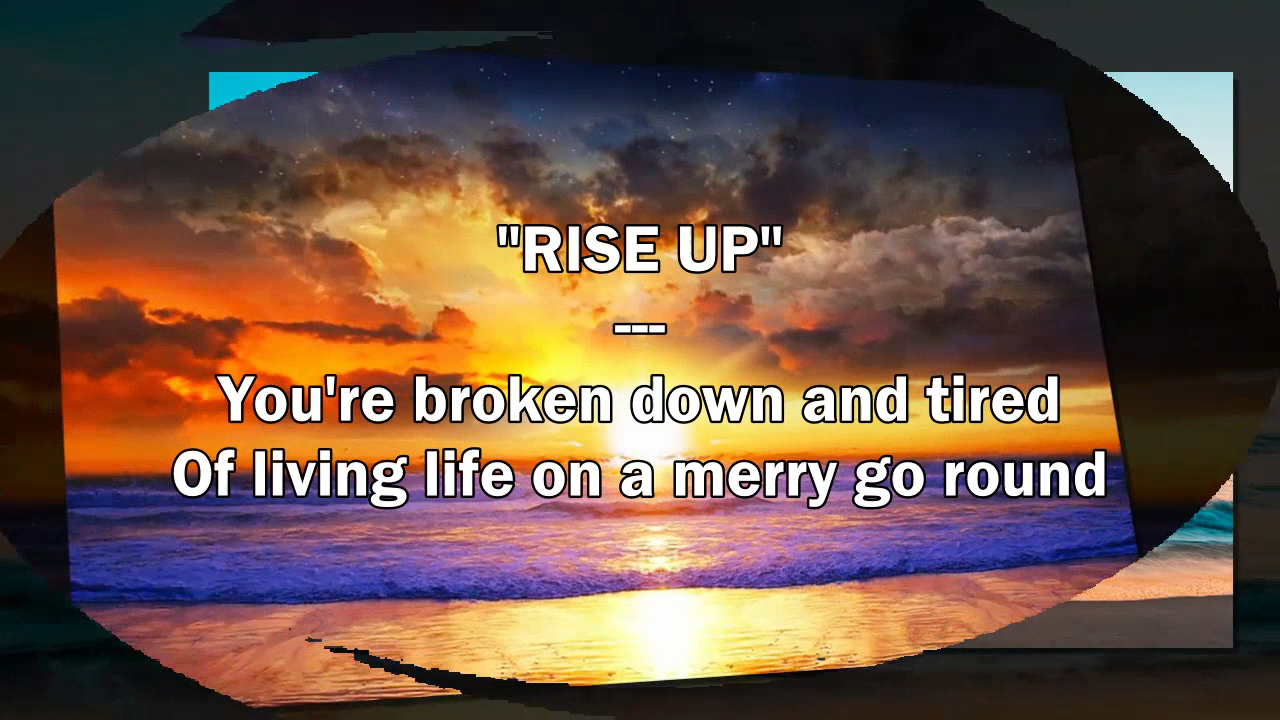 "RISE UP"
---
You're broken down and tired
Of living life on a merry go round